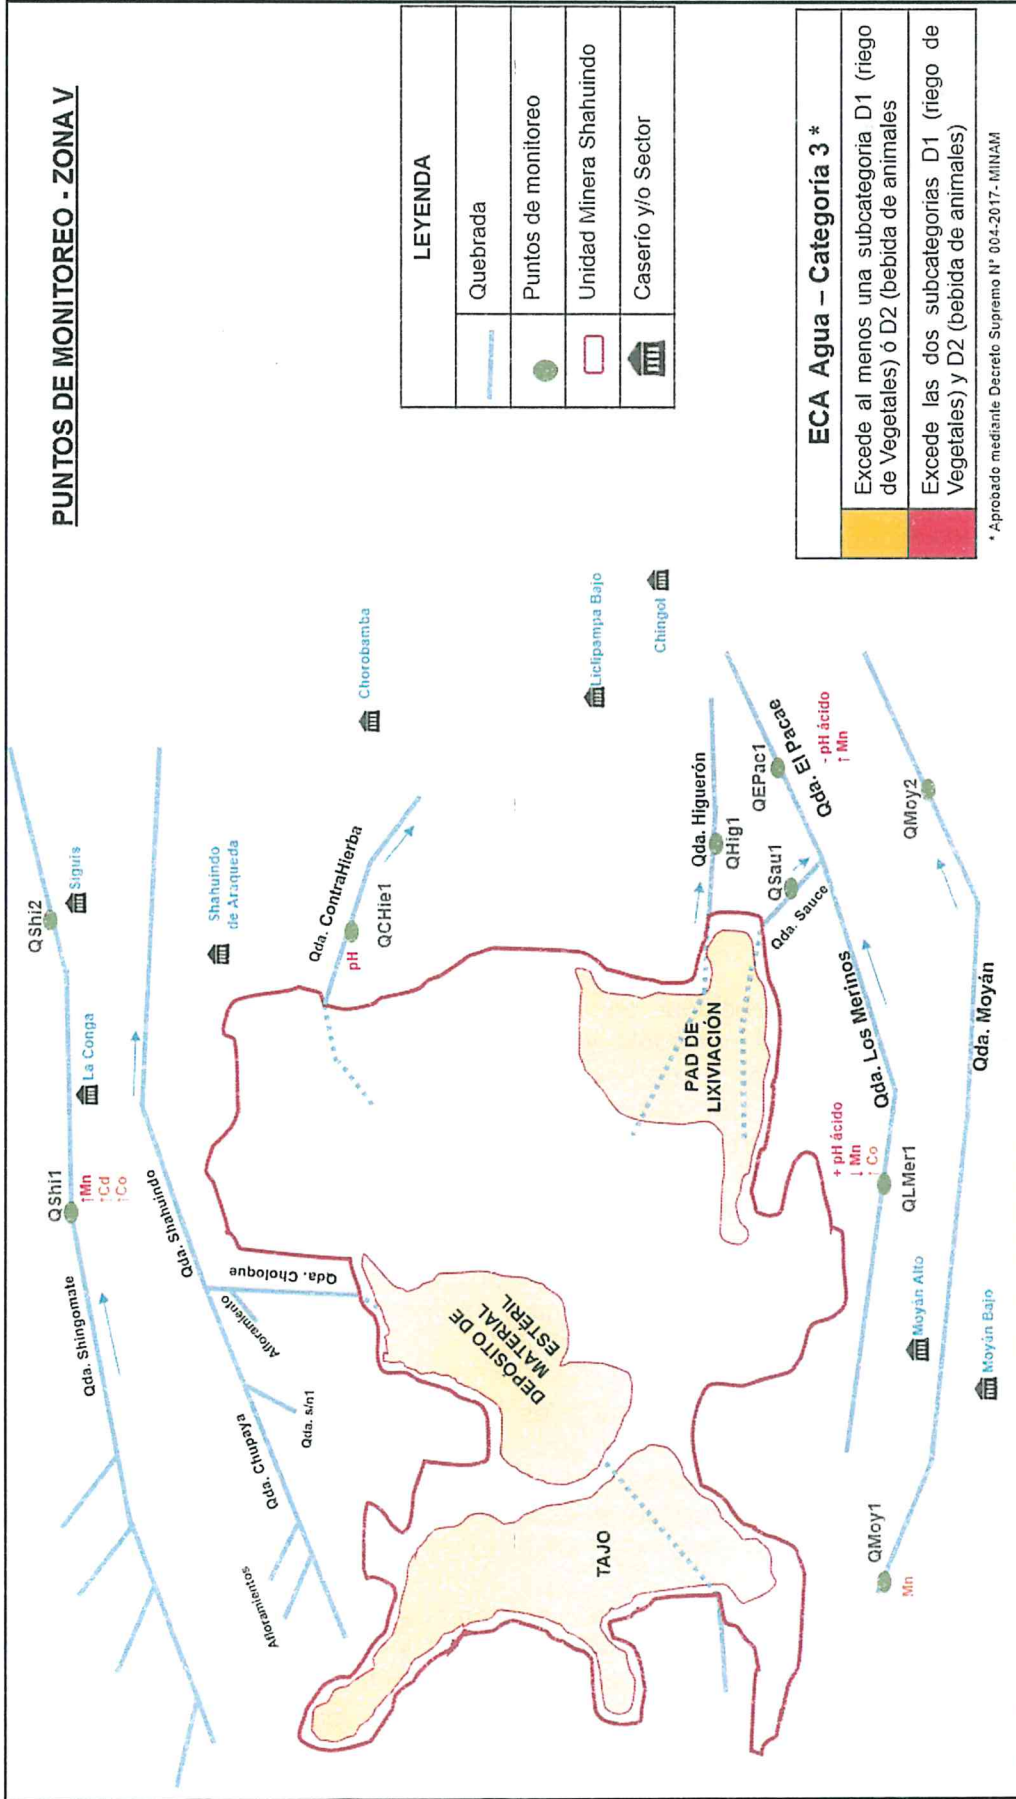 PUNTOS DE MONITOREO - ZONA V
QShi2
Siguis
La Conga
QShi1
↑Mn
↑Cd
↑Co
Qda. Shingomate
Shahuindo
de Araqueda
Qda. Shahuindo
Qda. Choloque
Afloramiento
Qda. s/n1
Qda. Chupaya
Afloramientos
Chorobamba
Qda. ContraHierba
pH
QCHie1
LEYENDA
Quebrada
Puntos de monitoreo
Unidad Minera Shahuindo
Caserío y/o Sector
DEPÓSITO DE
MATERIAL
ESTÉRIL
TAJO
PAD DE
LIXIVIACIÓN
Liclipampa Bajo
Chingol
Qda. Higuerón
QHig1
QEPac1
Qda. El Pacae
- pH ácido
↑ Mn
QSau1
Qda. Sauce
Qda. Los Merinos
+ pH ácido
↓ Mn
↑ Co
QLMer1
QMoy2
Qda. Moyán
Moyán Alto
Moyán Bajo
QMoy1
Mn
ECA Agua – Categoría 3 *
Excede al menos una subcategoria D1 (riego
de Vegetales) ó D2 (bebida de animales
Excede las dos subcategorias D1 (riego de
Vegetales) y D2 (bebida de animales)
* Aprobado mediante Decreto Supremo N° 004-2017- MINAM